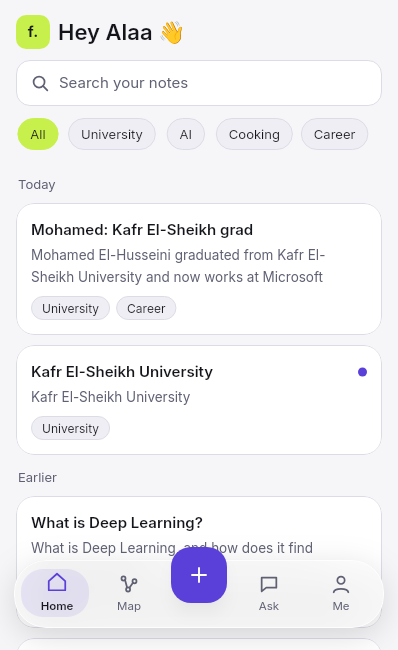 f. Hey Alaa 👋
Search your notes
All University AI Cooking Career
Today
Mohamed: Kafr El-Sheikh grad
Mohamed El-Husseini graduated from Kafr El-
Sheikh University and now works at Microsoft
University Career
Kafr El-Sheikh University
Kafr El-Sheikh University
University
Earlier
What is Deep Learning?
What is Deep Learning, and how does it find
Home Map Ask Me